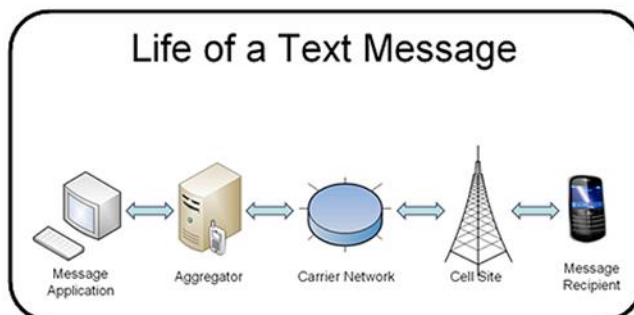 Life of a Text Message
Message
Application
Aggregator
Carrier Network
Cell Site
Message
Recipient